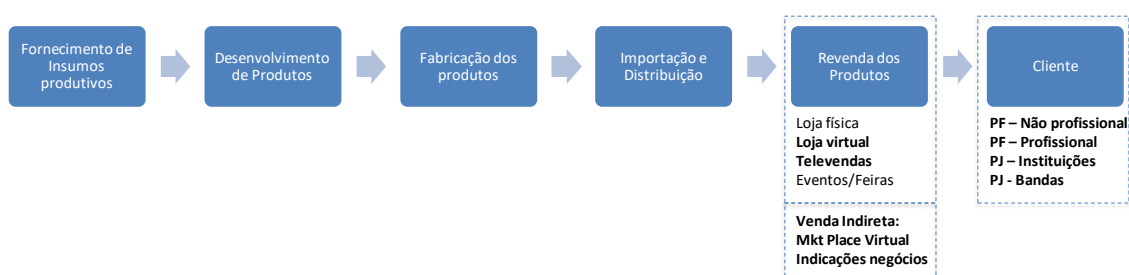 Fornecimento de
Insumos
produtivos
Desenvolvimento
de Produtos
Fabricação dos
produtos
Importação e
Distribuição
Revenda dos
Produtos
Cliente
Loja física
Loja virtual
Televendas
Eventos/Feiras
PF – Não profissional
PF – Profissional
PJ – Instituições
PJ - Bandas
Venda Indireta:
Mkt Place Virtual
Indicações negócios